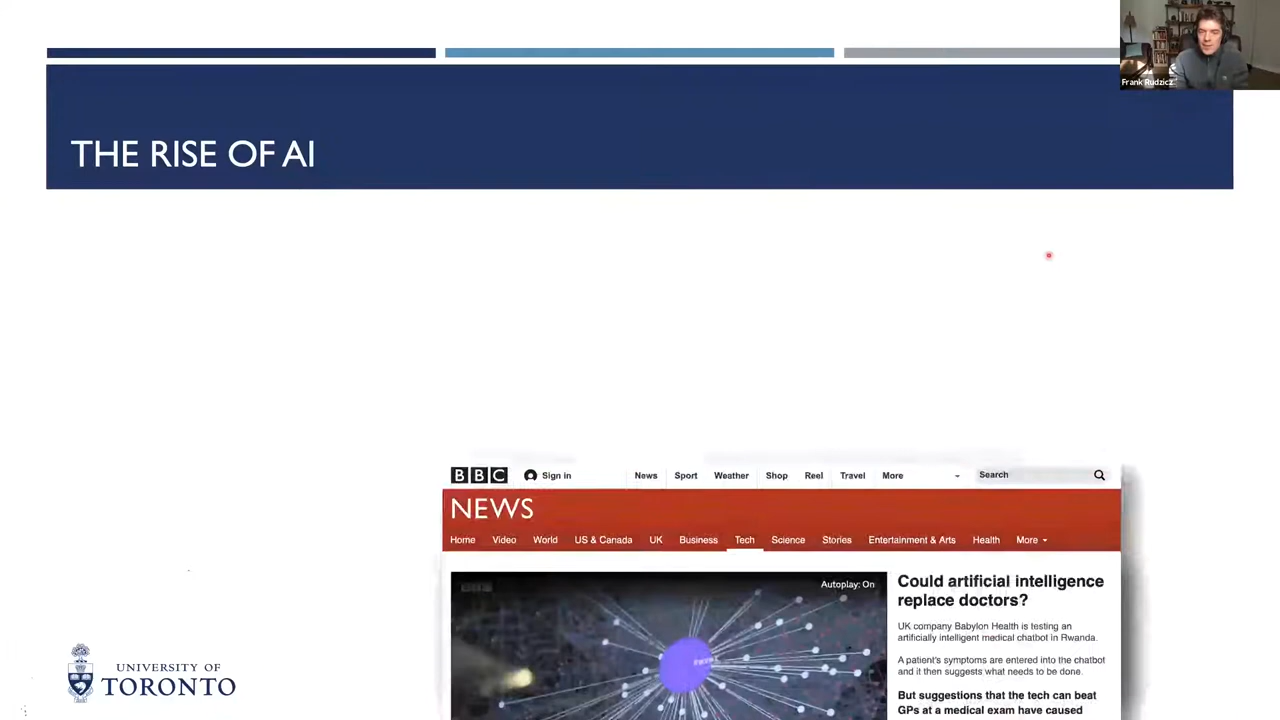 Frank Rudzicz
THE RISE OF AI
BBC Sign in News Sport Weather Shop Reel Travel More Search
NEWS
Home Video World US & Canada UK Business Tech Science Stories Entertainment & Arts Health More
BBC Autoplay: On
Could artificial intelligence
replace doctors?
UK company Babylon Health is testing an
artificially intelligent medical chatbot in Rwanda.
A patient's symptoms are entered into the chatbot
and it then suggests what needs to be done.
But suggestions that the tech can beat
GPs at a medical exam have caused
UNIVERSITY OF
TORONTO